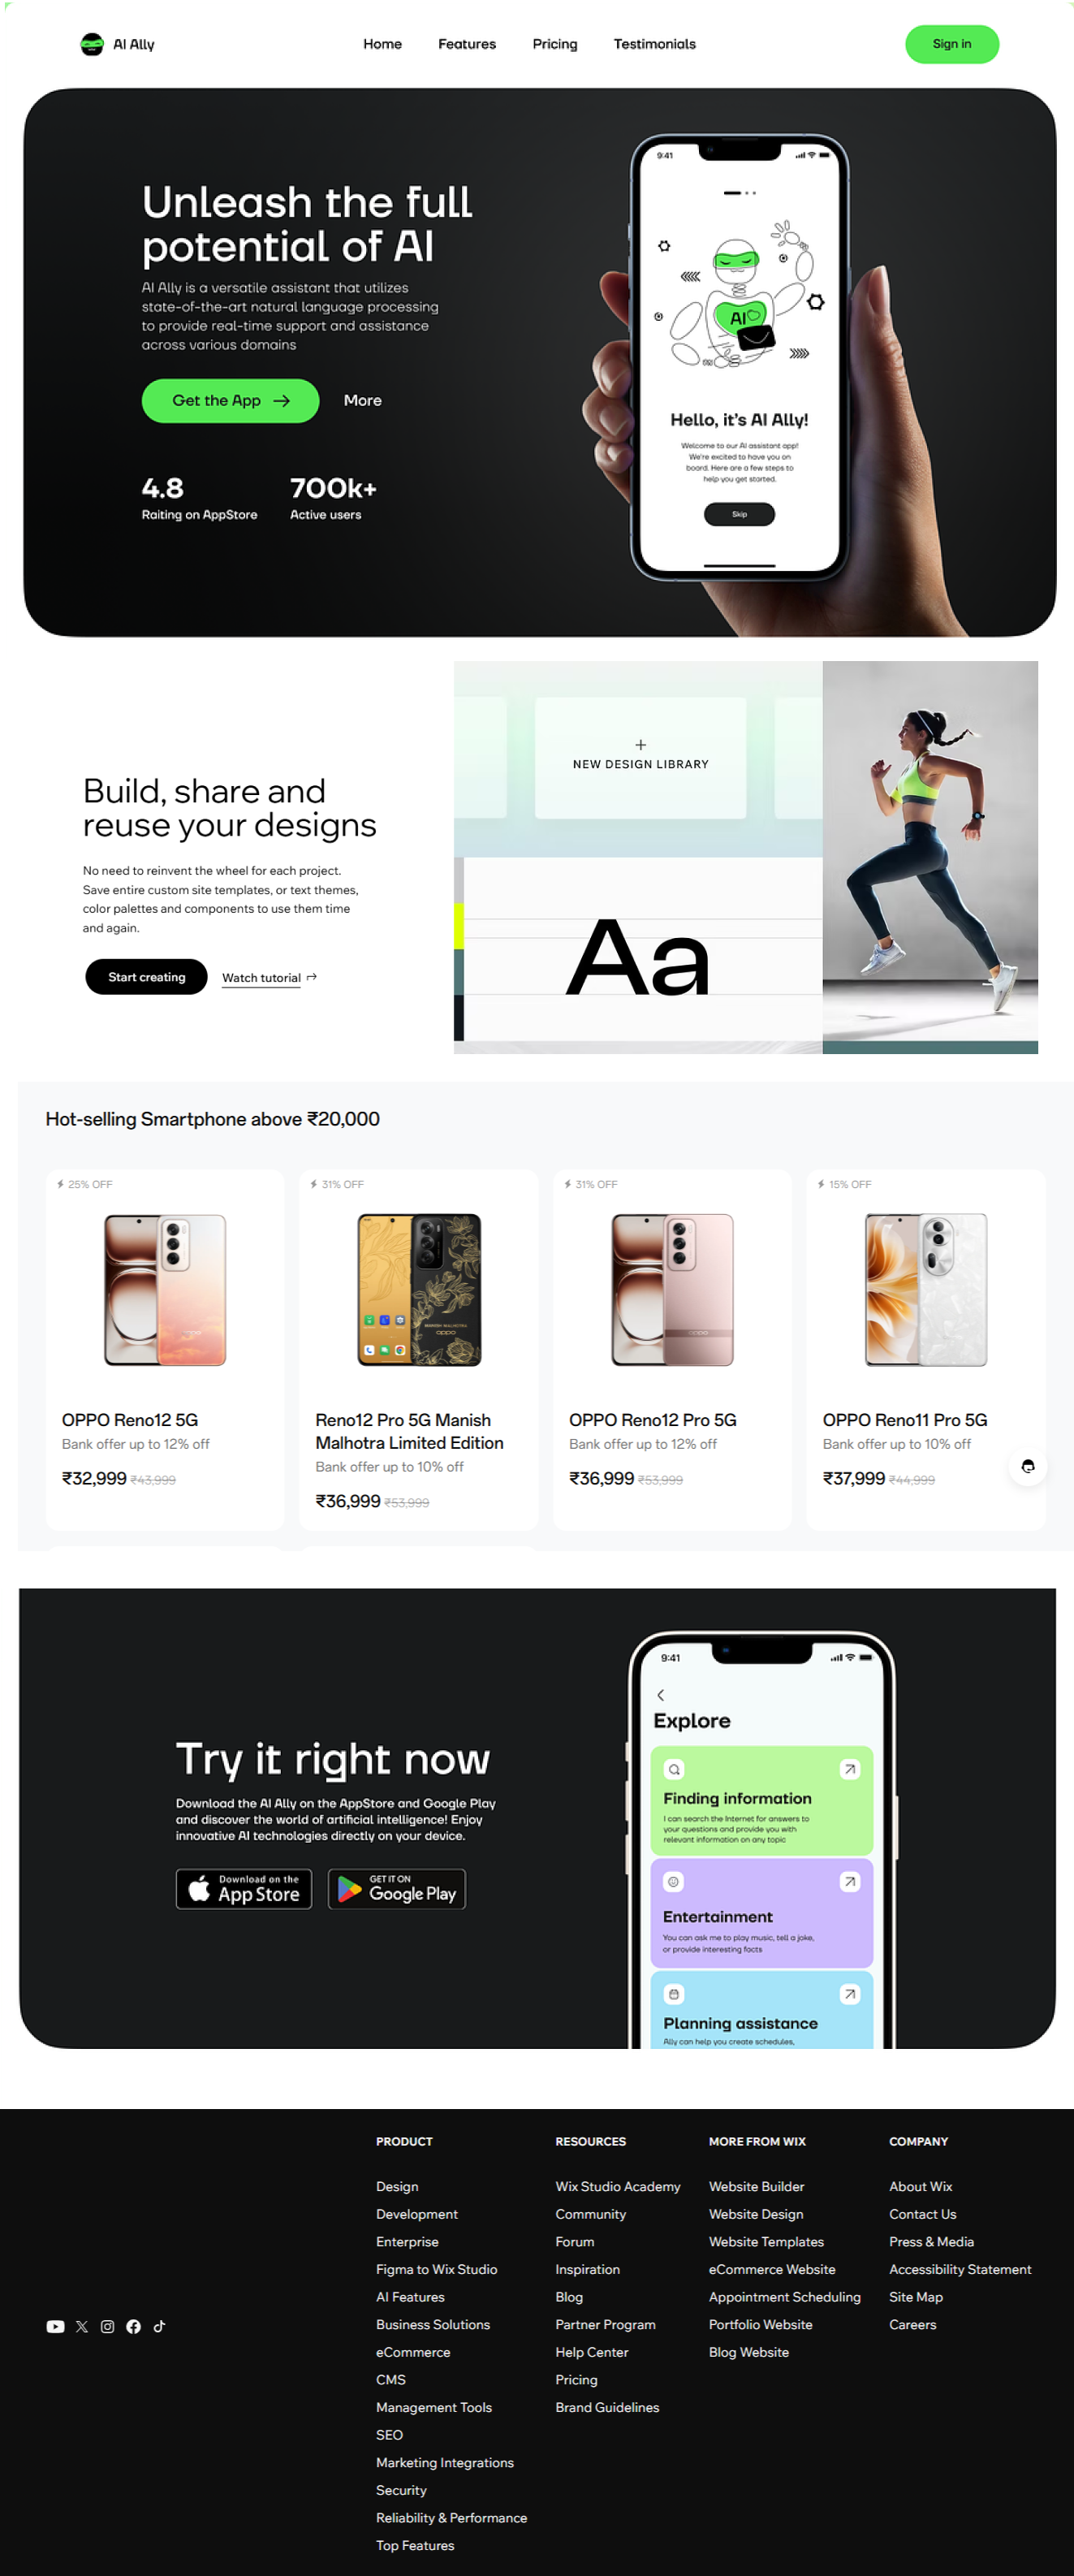 AI Ally
Home Features Pricing Testimonials
Sign in
Unleash the full
potential of AI
AI Ally is a versatile assistant that utilizes
state-of-the-art natural language processing
to provide real-time support and assistance
across various domains
Get the App More
4.8 700k+
Raiting on AppStore Active users
9:41
AI
Hello, it's AI Ally!
Welcome to our AI assistant app!
We're excited to have you on
board. Here are a few steps to
help you get started.
Skip
Build, share and
reuse your designs
No need to reinvent the wheel for each project.
Save entire custom site templates, or text themes,
color palettes and components to use them time
and again.
Start creating Watch tutorial
NEW DESIGN LIBRARY
Aa
Hot-selling Smartphone above ₹20,000
25% OFF
oppo
OPPO Reno12 5G
Bank offer up to 12% off
₹32,999 ₹43,999
31% OFF
MANISH MALHOTRA
oppo
Reno12 Pro 5G Manish
Malhotra Limited Edition
Bank offer up to 10% off
₹36,999 ₹53,999
31% OFF
oppo
OPPO Reno12 Pro 5G
Bank offer up to 12% off
₹36,999 ₹53,999
15% OFF
OPPO Reno11 Pro 5G
Bank offer up to 10% off
₹37,999 ₹44,999
Try it right now
Download the AI Ally on the AppStore and Google Play
and discover the world of artificial intelligence! Enjoy
innovative AI technologies directly on your device.
Download on the
App Store
GET IT ON
Google Play
9:41
Explore
Finding information
I can search the Internet for answers to
your questions and provide you with
relevant information on any topic
Entertainment
You can ask me to play music, tell a joke,
or provide interesting facts
Planning assistance
Ally can help you create schedules,
PRODUCT
Design
Development
Enterprise
Figma to Wix Studio
AI Features
Business Solutions
eCommerce
CMS
Management Tools
SEO
Marketing Integrations
Security
Reliability & Performance
Top Features
RESOURCES
Wix Studio Academy
Community
Forum
Inspiration
Blog
Partner Program
Help Center
Pricing
Brand Guidelines
MORE FROM WIX
Website Builder
Website Design
Website Templates
eCommerce Website
Appointment Scheduling
Portfolio Website
Blog Website
COMPANY
About Wix
Contact Us
Press & Media
Accessibility Statement
Site Map
Careers